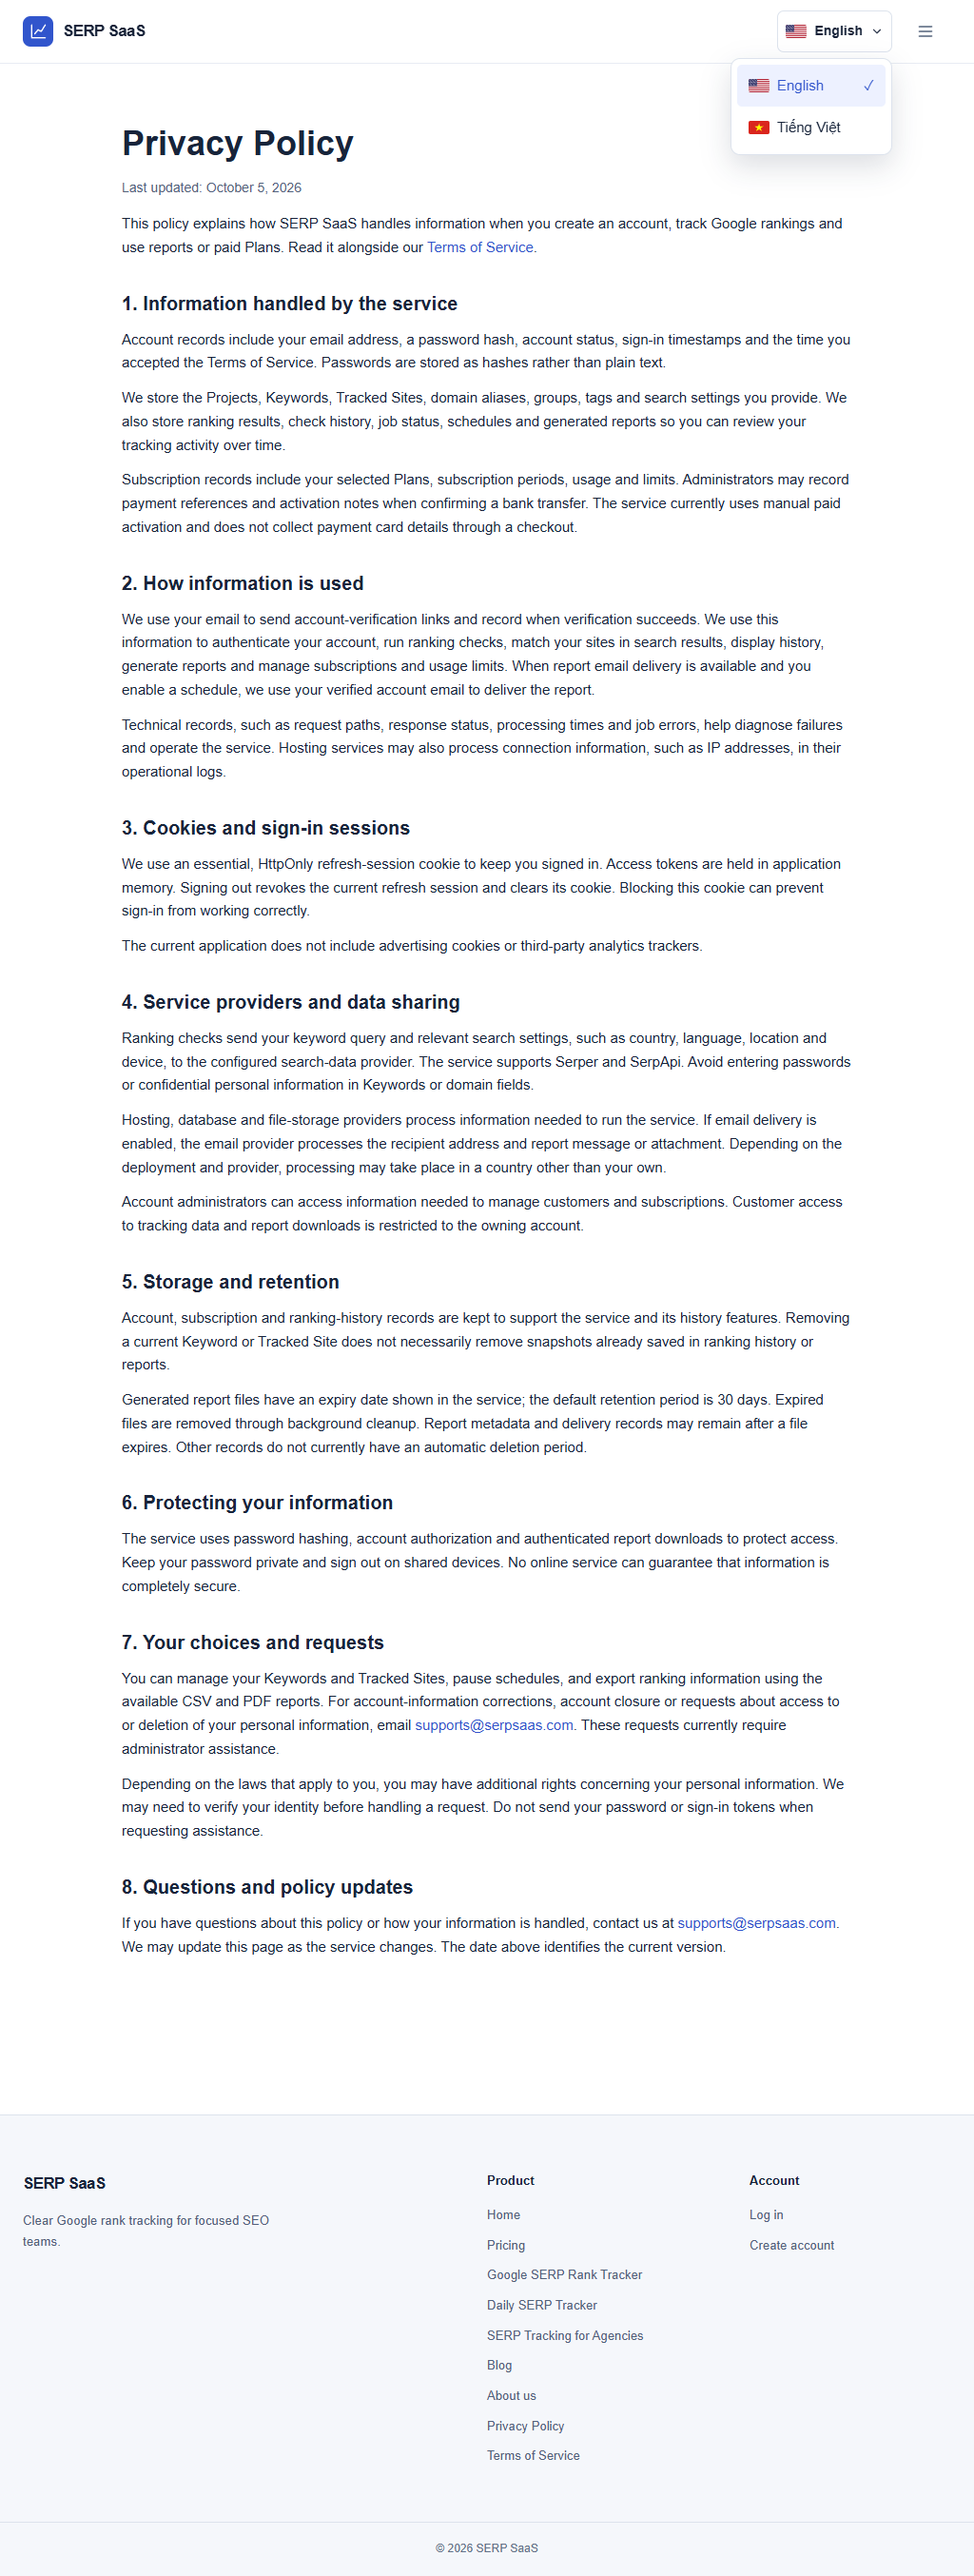 SERP SaaS
English
English
Tiếng Việt
Privacy Policy
Last updated: October 5, 2026
This policy explains how SERP SaaS handles information when you create an account, track Google rankings and
use reports or paid Plans. Read it alongside our Terms of Service.
1. Information handled by the service
Account records include your email address, a password hash, account status, sign-in timestamps and the time you
accepted the Terms of Service. Passwords are stored as hashes rather than plain text.
We store the Projects, Keywords, Tracked Sites, domain aliases, groups, tags and search settings you provide. We
also store ranking results, check history, job status, schedules and generated reports so you can review your
tracking activity over time.
Subscription records include your selected Plans, subscription periods, usage and limits. Administrators may record
payment references and activation notes when confirming a bank transfer. The service currently uses manual paid
activation and does not collect payment card details through a checkout.
2. How information is used
We use your email to send account-verification links and record when verification succeeds. We use this
information to authenticate your account, run ranking checks, match your sites in search results, display history,
generate reports and manage subscriptions and usage limits. When report email delivery is available and you
enable a schedule, we use your verified account email to deliver the report.
Technical records, such as request paths, response status, processing times and job errors, help diagnose failures
and operate the service. Hosting services may also process connection information, such as IP addresses, in their
operational logs.
3. Cookies and sign-in sessions
We use an essential, HttpOnly refresh-session cookie to keep you signed in. Access tokens are held in application
memory. Signing out revokes the current refresh session and clears its cookie. Blocking this cookie can prevent
sign-in from working correctly.
The current application does not include advertising cookies or third-party analytics trackers.
4. Service providers and data sharing
Ranking checks send your keyword query and relevant search settings, such as country, language, location and
device, to the configured search-data provider. The service supports Serper and SerpApi. Avoid entering passwords
or confidential personal information in Keywords or domain fields.
Hosting, database and file-storage providers process information needed to run the service. If email delivery is
enabled, the email provider processes the recipient address and report message or attachment. Depending on the
deployment and provider, processing may take place in a country other than your own.
Account administrators can access information needed to manage customers and subscriptions. Customer access
to tracking data and report downloads is restricted to the owning account.
5. Storage and retention
Account, subscription and ranking-history records are kept to support the service and its history features. Removing
a current Keyword or Tracked Site does not necessarily remove snapshots already saved in ranking history or
reports.
Generated report files have an expiry date shown in the service; the default retention period is 30 days. Expired
files are removed through background cleanup. Report metadata and delivery records may remain after a file
expires. Other records do not currently have an automatic deletion period.
6. Protecting your information
The service uses password hashing, account authorization and authenticated report downloads to protect access.
Keep your password private and sign out on shared devices. No online service can guarantee that information is
completely secure.
7. Your choices and requests
You can manage your Keywords and Tracked Sites, pause schedules, and export ranking information using the
available CSV and PDF reports. For account-information corrections, account closure or requests about access to
or deletion of your personal information, email supports@serpsaas.com. These requests currently require
administrator assistance.
Depending on the laws that apply to you, you may have additional rights concerning your personal information. We
may need to verify your identity before handling a request. Do not send your password or sign-in tokens when
requesting assistance.
8. Questions and policy updates
If you have questions about this policy or how your information is handled, contact us at supports@serpsaas.com.
We may update this page as the service changes. The date above identifies the current version.
SERP SaaS
Clear Google rank tracking for focused SEO
teams.
Product
Home
Pricing
Google SERP Rank Tracker
Daily SERP Tracker
SERP Tracking for Agencies
Blog
About us
Privacy Policy
Terms of Service
Account
Log in
Create account
© 2026 SERP SaaS